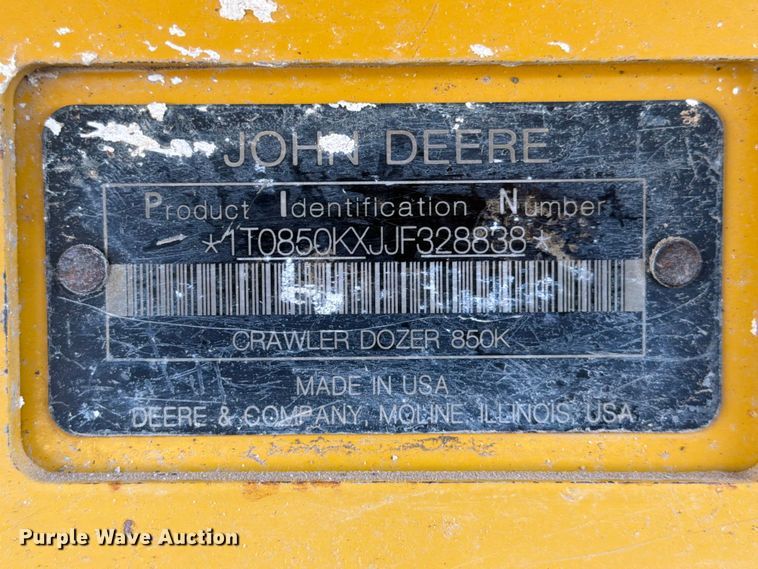 JOHN DEERE
Product Identification Number
*1T0850KXJJF328838*
CRAWLER DOZER 850K
MADE IN USA
DEERE & COMPANY, MOLINE, ILLINOIS, USA
Purple Wave Auction